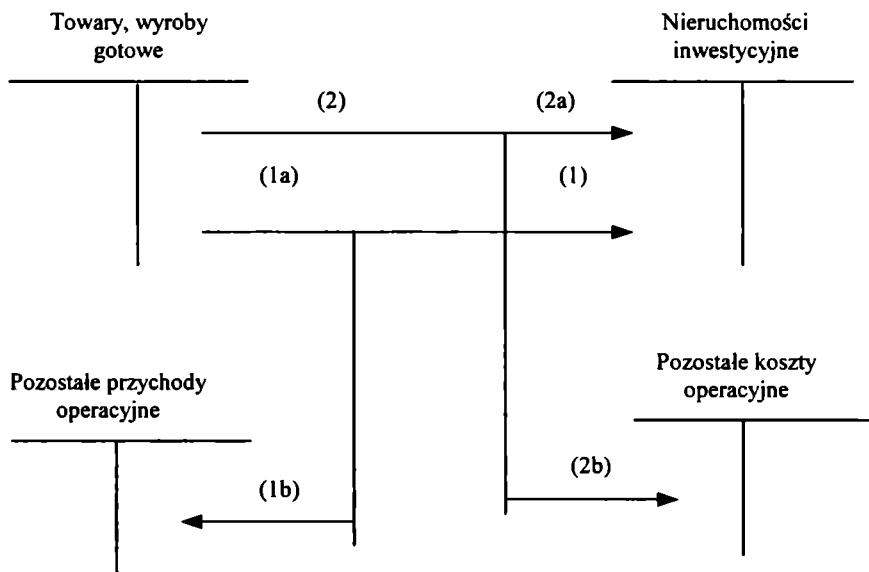 Towary, wyroby
gotowe
Nieruchomości
inwestycyjne
(2)
(2a)
(1a)
(1)
Pozostałe przychody
operacyjne
Pozostałe koszty
operacyjne
(1b)
(2b)